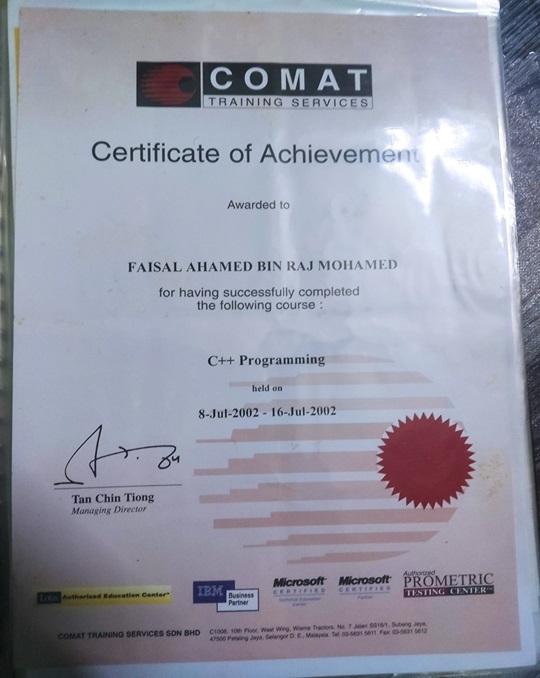 COMAT
TRAINING SERVICES
Certificate of Achievement
Awarded to
FAISAL AHAMED BIN RAJ MOHAMED
for having successfully completed
the following course :
C++ Programming
held on
8-Jul-2002 - 16-Jul-2002
Tan Chin Tiong
Managing Director
Lotus Authorized Education Center
IBM Business
Partner
Microsoft
CERTIFIED
Technical Education
Center
Microsoft
CERTIFIED
Partner
Authorized
PROMETRIC
TESTING CENTER
COMAT TRAINING SERVICES SDN BHD
C1008, 10th Floor, West Wing, Wisma Tractors, No. 7 Jalan SS16/1, Subang Jaya,
47500 Petaling Jaya, Selangor D. E., Malaysia. Tel: 03-5631 5611 Fax: 03-5631 5612